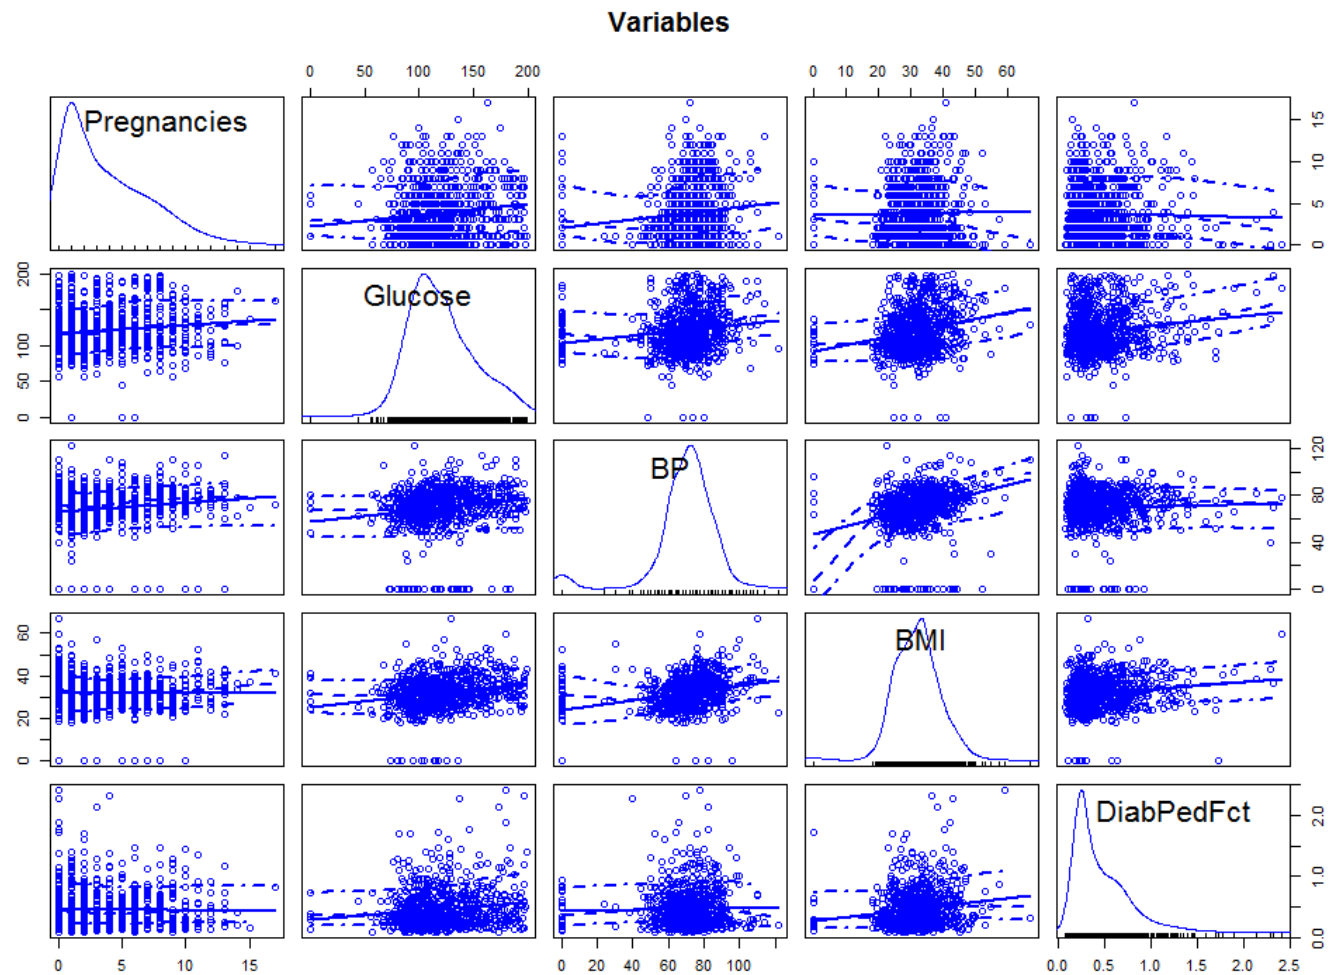 Variables
0 50 100 150 200
0 10 20 30 40 50 60
Pregnancies
0 5 10 15
Glucose
0 50 100 200
BP
0 40 80 120
BMI
0 20 40 60
DiabPedFct
0.0 1.0 2.0
0 5 10 15
0 20 40 60 80 100
0.0 0.5 1.0 1.5 2.0 2.5